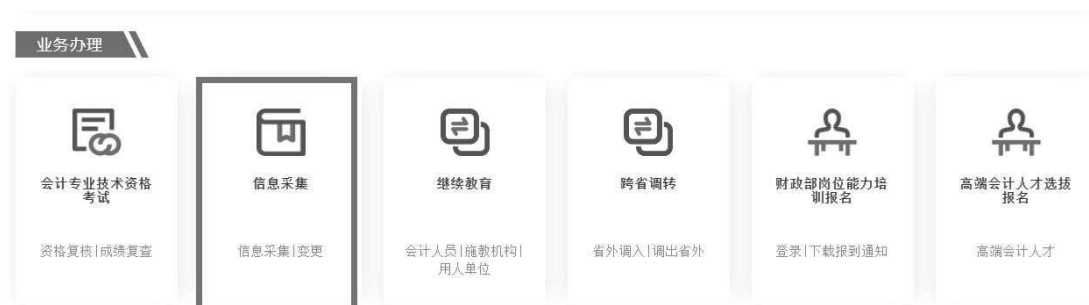 业务办理
会计专业技术资格
考试
资格复核|成绩复查
信息采集
信息采集|变更
继续教育
会计人员|施教机构|
用人单位
跨省调转
省外调入|调出省外
财政部岗位能力培
训报名
登录|下载报到通知
高端会计人才选拔
报名
高端会计人才